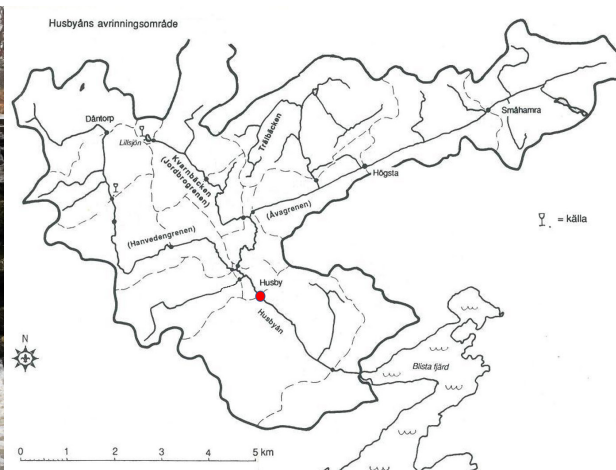 Husbyåns avrinningsområde
Dåntorp
Lillsjön
Kvarnbäcken
(Jordbrogrenen)
Trälbäcken
Småhamra
Högsta
(Åvagrenen)
= källa
(Hanvedengrenen)
Husby
Husbyån
N
Blista fjärd
0 1 2 3 4 5 km